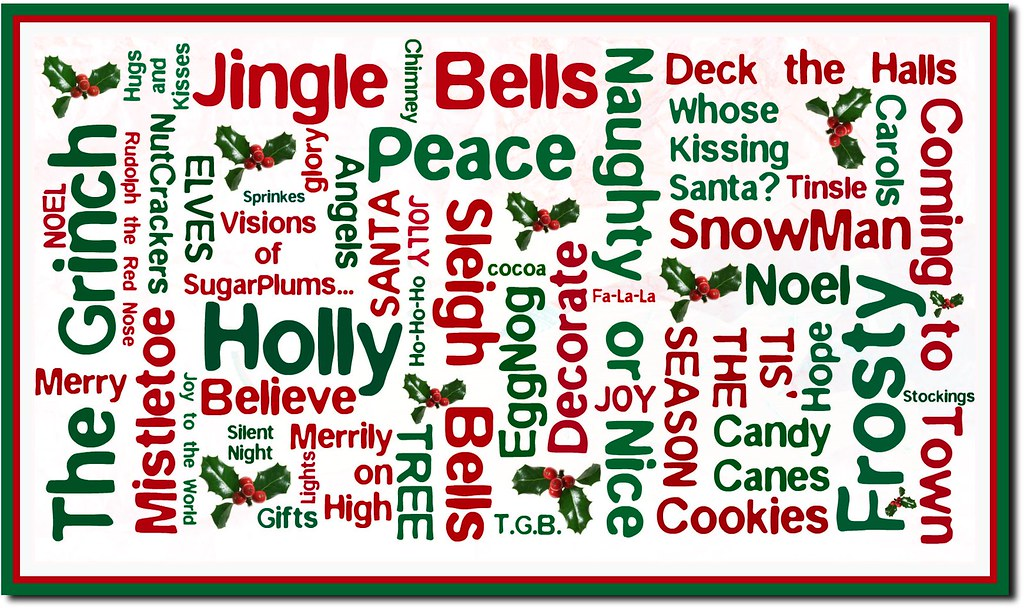 Hugs
and
Kisses
Jingle Bells
Chimney
Naughty or Nice
Deck the Halls
Whose
Kissing
Santa?
Tinsle
Carols
Coming to Town
The Grinch
NOEL
Rudolph the Red Nose
NutCrackers
ELVES
glory
Sprinkes
Angels
Peace
Visions
of
SugarPlums...
SANTA
JOLLY OH-HO-HO-HO
Sleigh Bells
cocoa
EggNog
Decorate
Fa-La-La
SnowMan
Noel
Frosty
Holly
Mistletoe
Merry
Joy to the World
Believe
Silent
Night
Merrily
on
High
Lights
Gifts
TREE
T.G.B.
JOY
TIS'
THE
SEASON
Hope
Stockings
Candy
Canes
Cookies